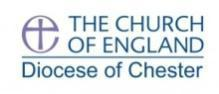 THE CHURCH
OF ENGLAND
Diocese of Chester